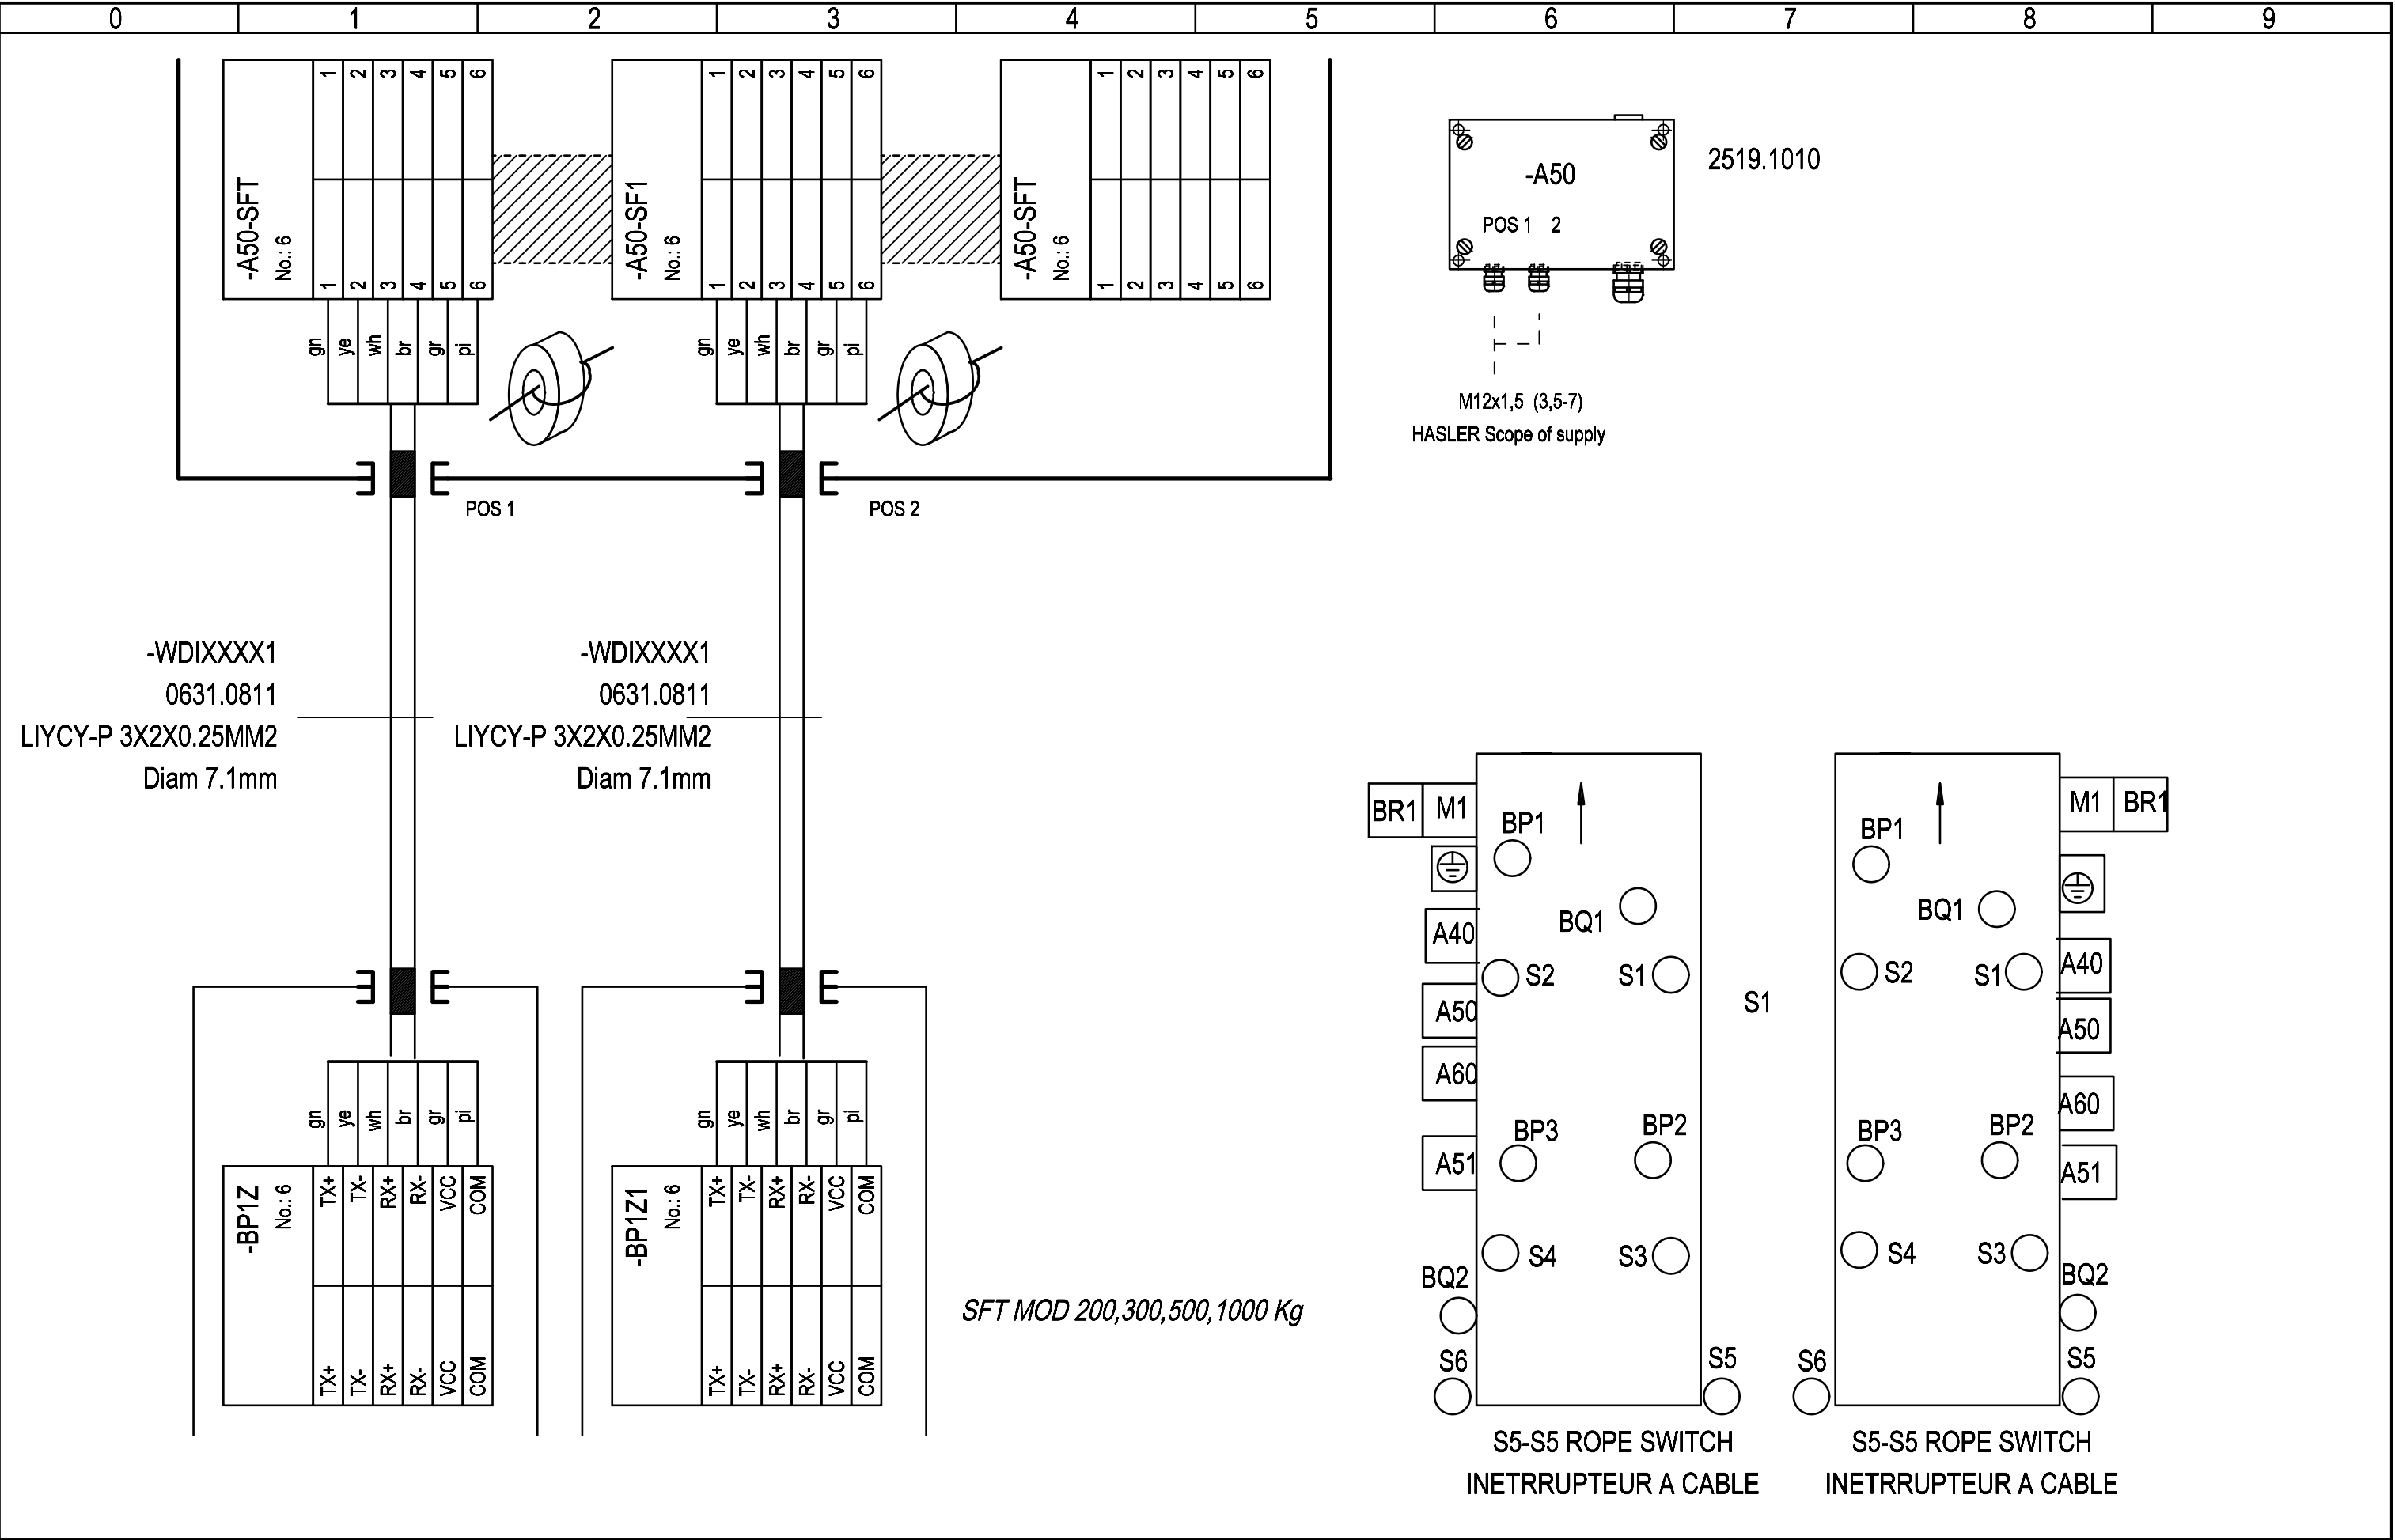 0 1 2 3 4 5 6 7 8 9
-A50-SFT
No.: 6
1 2 3 4 5 6
1 2 3 4 5 6
gn ye wh br gr pi
-A50-SF1
No.: 6
1 2 3 4 5 6
1 2 3 4 5 6
gn ye wh br gr pi
-A50-SFT
No.: 6
1 2 3 4 5 6
1 2 3 4 5 6
POS 1
POS 2
-A50
POS 1 2
2519.1010
M12x1,5 (3,5-7)
HASLER Scope of supply
-WDIXXXX1
0631.0811
LIYCY-P 3X2X0.25MM2
Diam 7.1mm
-WDIXXXX1
0631.0811
LIYCY-P 3X2X0.25MM2
Diam 7.1mm
gn ye wh br gr pi
-BP1Z
No.: 6
TX+ TX- RX+ RX- VCC COM
TX+ TX- RX+ RX- VCC COM
gn ye wh br gr pi
-BP1Z1
No.: 6
TX+ TX- RX+ RX- VCC COM
TX+ TX- RX+ RX- VCC COM
SFT MOD 200,300,500,1000 Kg
BR1 M1
BP1
BQ1
A40
S2 S1
A50
A60
BP3 BP2
A51
S4 S3
BQ2
S6 S5
S5-S5 ROPE SWITCH
INETRRUPTEUR A CABLE
S1
M1 BR1
BP1
BQ1
S2 S1 A40
A50
A60
BP3 BP2
A51
S4 S3
BQ2
S6 S5
S5-S5 ROPE SWITCH
INETRRUPTEUR A CABLE